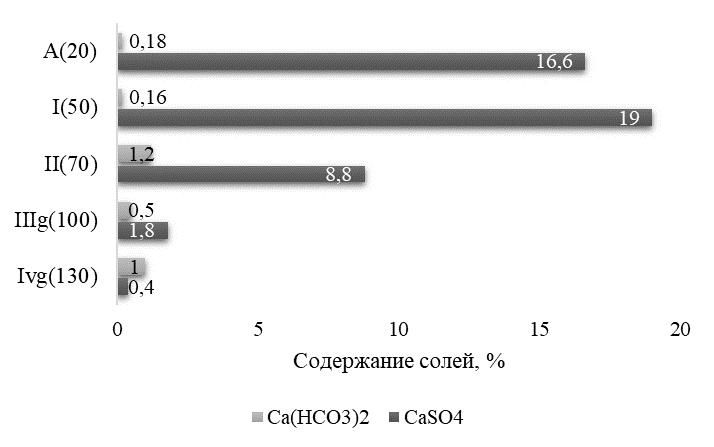 A(20)
0,18
16,6
I(50)
0,16
19
II(70)
1,2
8,8
IIIg(100)
0,5
1,8
Ivg(130)
1
0,4
0 5 10 15 20
Содержание солей, %
Ca(HCO3)2 CaSO4